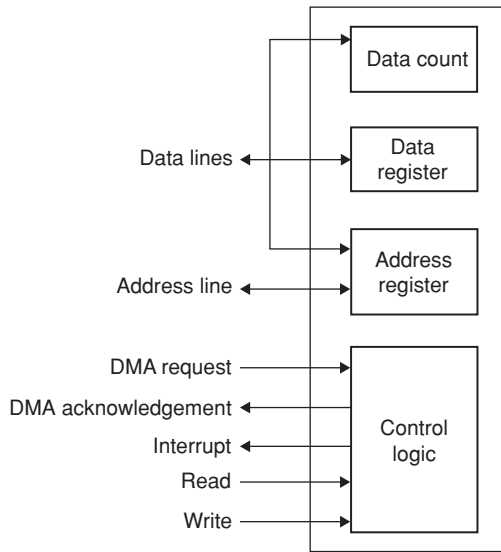 Data count
Data lines
Data
register
Address
register
Address line
DMA request
DMA acknowledgement
Interrupt
Read
Write
Control
logic